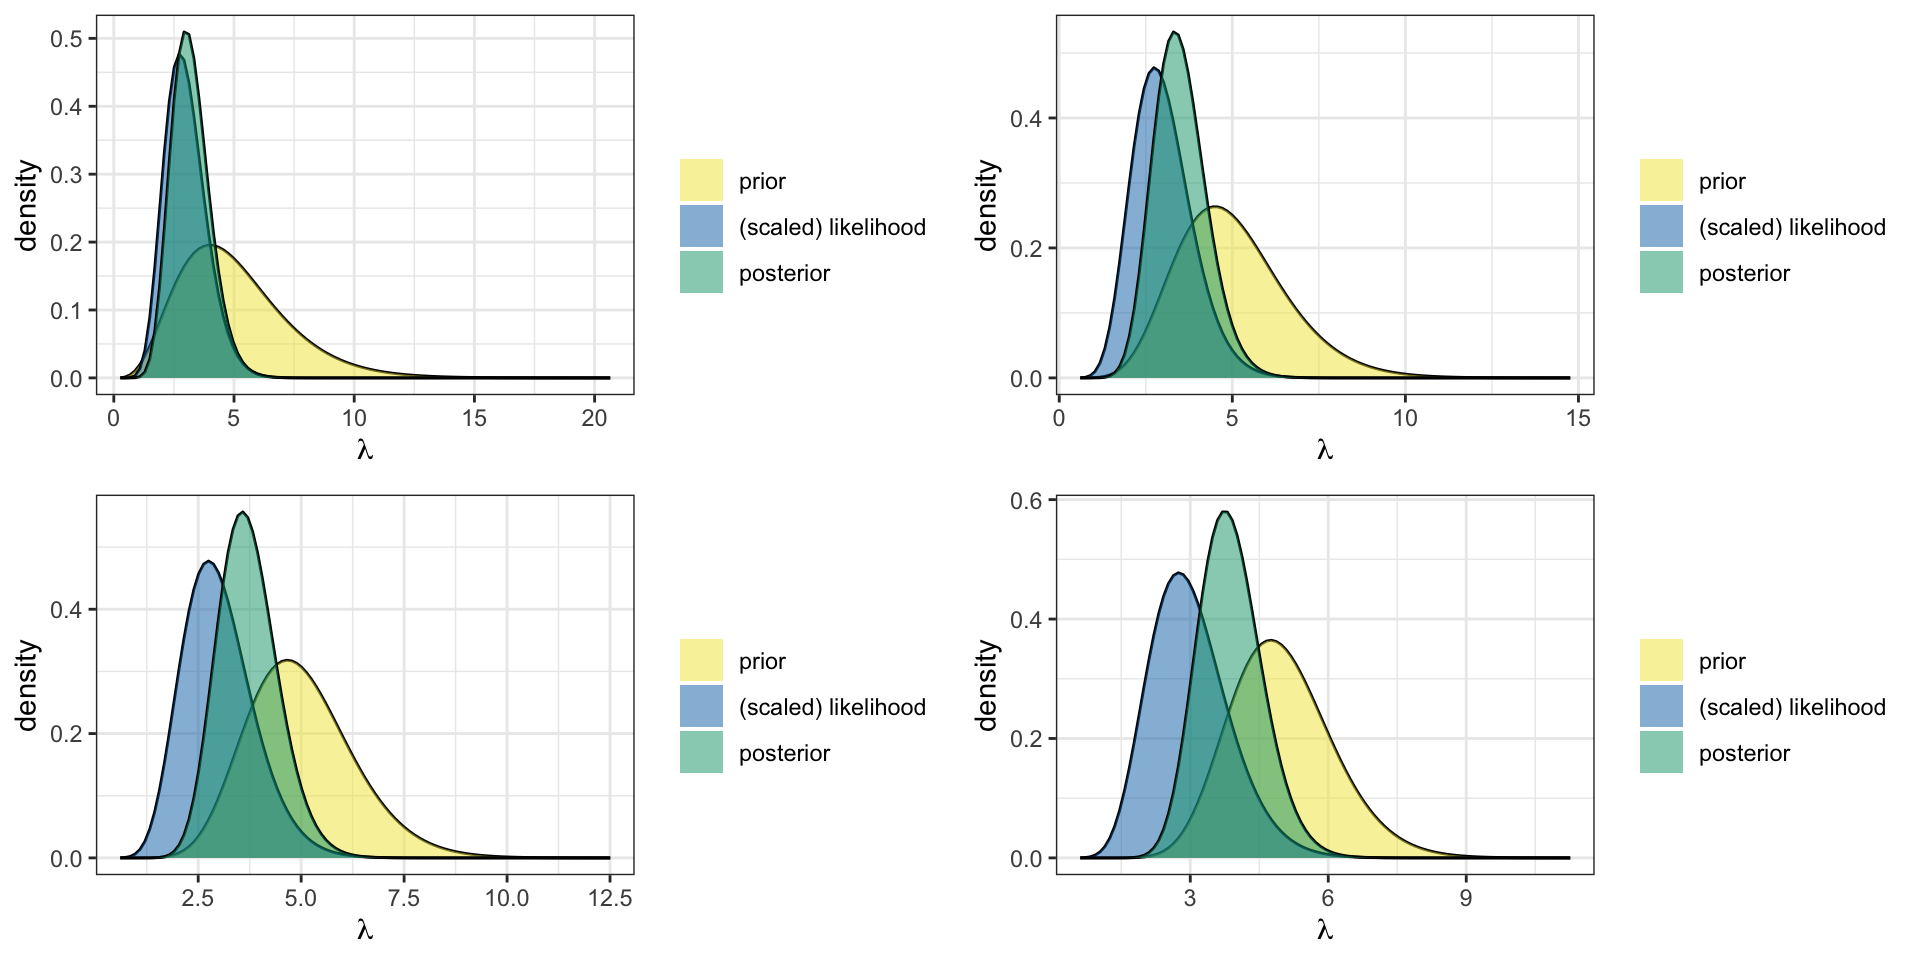 0.5
0.4
0.3
0.2
0.1
0.0
density
0 5 10 15 20
λ
prior
(scaled) likelihood
posterior
0.4
0.2
0.0
density
0 5 10 15
λ
prior
(scaled) likelihood
posterior
0.4
0.2
0.0
density
2.5 5.0 7.5 10.0 12.5
λ
prior
(scaled) likelihood
posterior
0.6
0.4
0.2
0.0
density
3 6 9
λ
prior
(scaled) likelihood
posterior